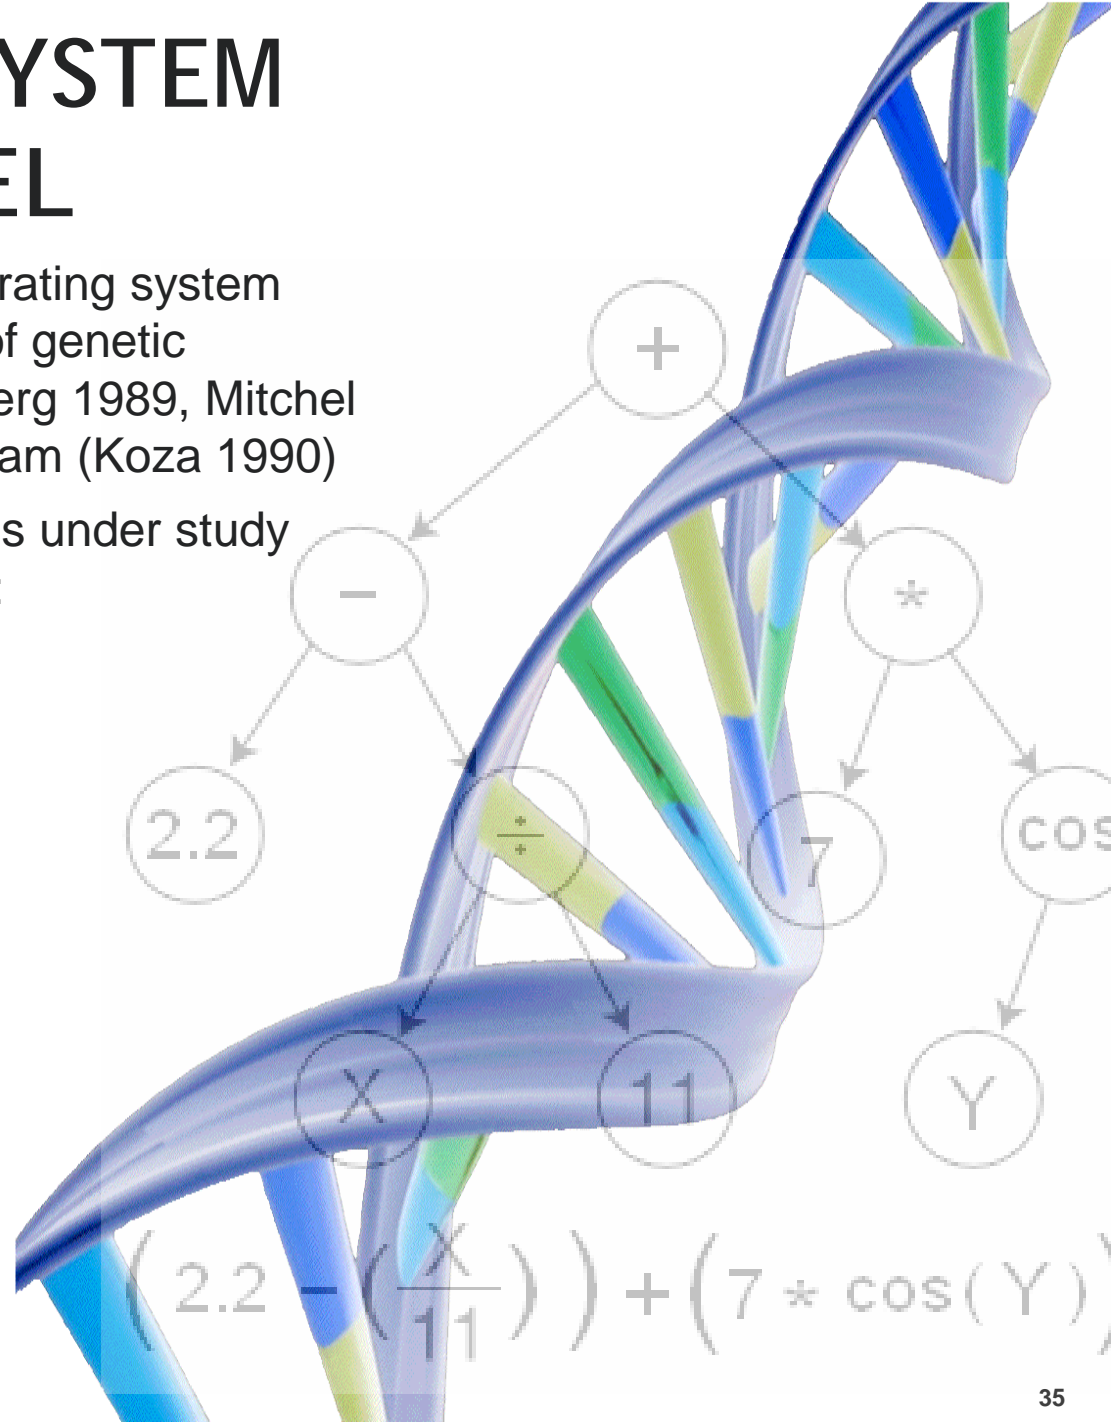 YSTEM
EL
rating system
of genetic
erg 1989, Mitchel
am (Koza 1990)
s under study
+
− *
2.2 ÷ 7 cos
X 11 Y
(2.2 − (X/11)) + (7 * cos(Y))
35